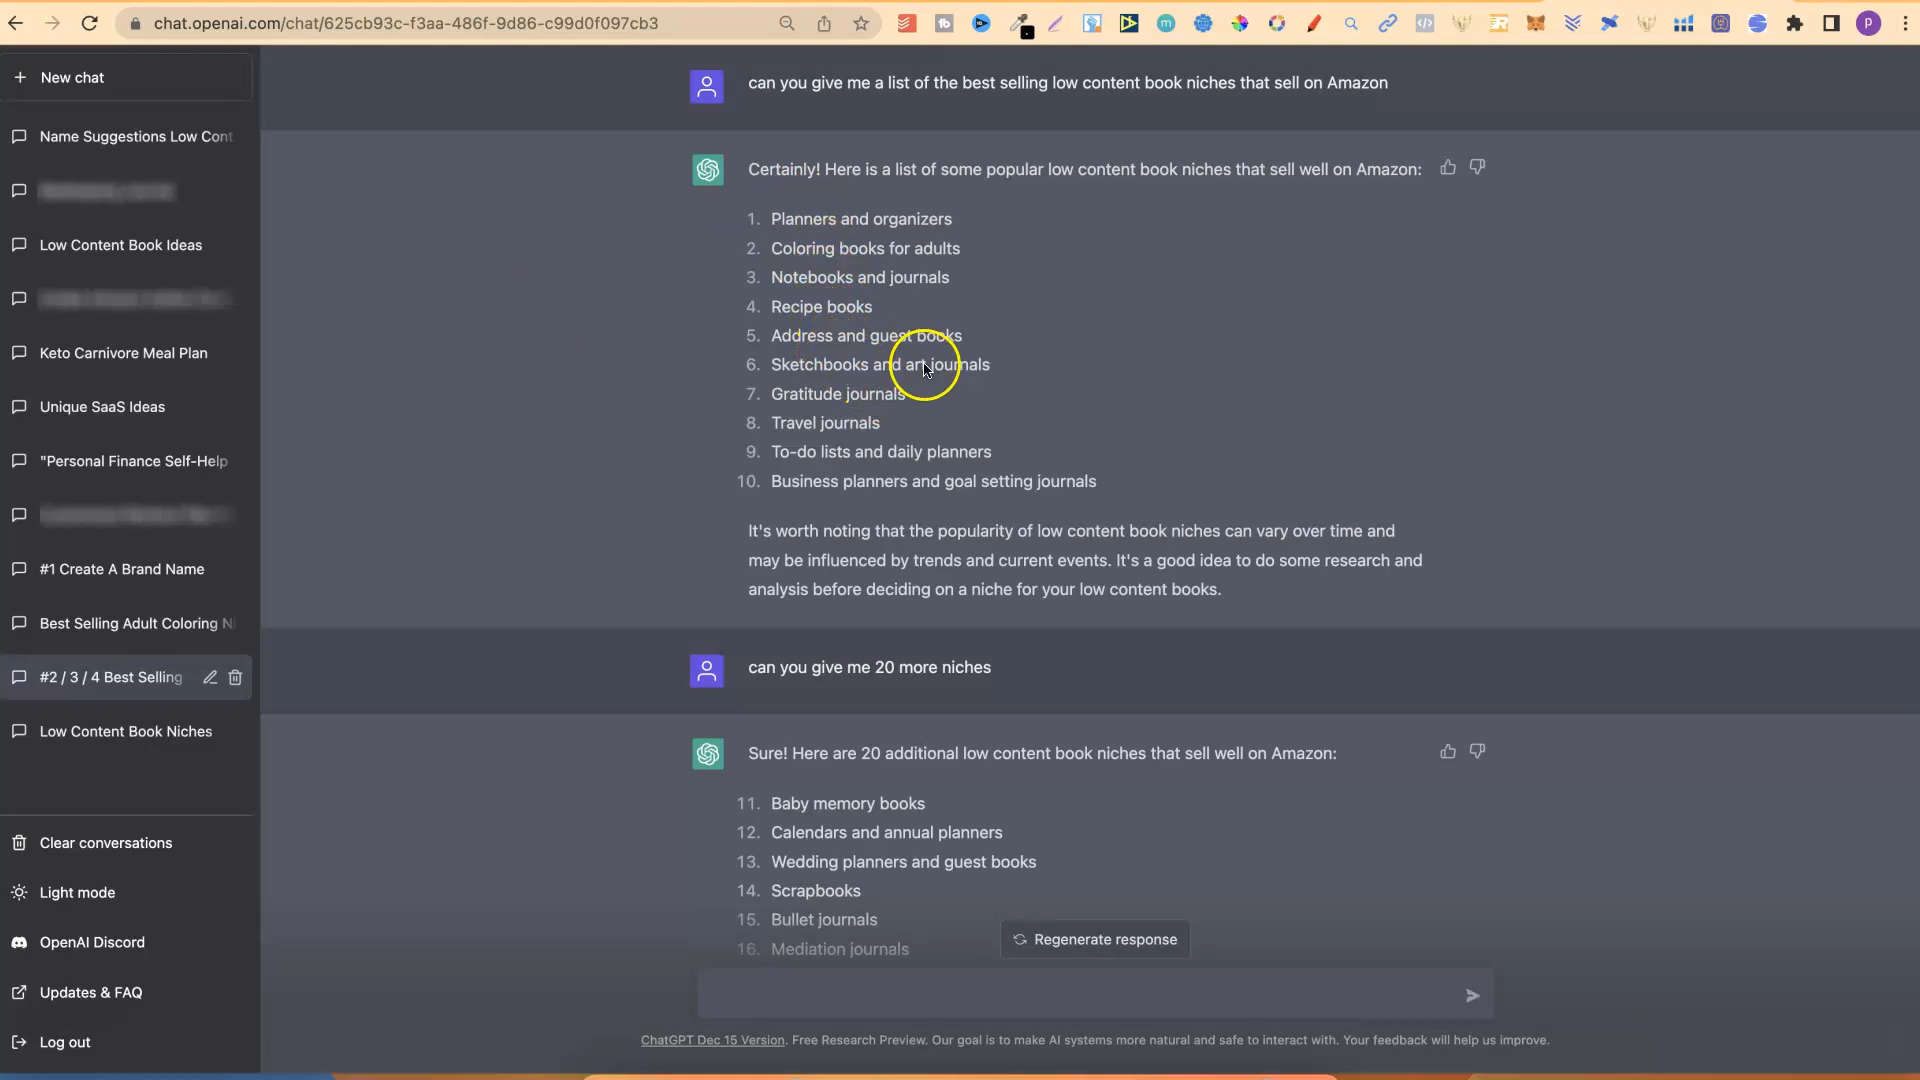 chat.openai.com/chat/625cb93c-f3aa-486f-9d86-c99d0f097cb3
P
New chat
Name Suggestions Low Cont
Low Content Book Ideas
Keto Carnivore Meal Plan
Unique SaaS Ideas
"Personal Finance Self-Help
#1 Create A Brand Name
Best Selling Adult Coloring Ni
#2 / 3 / 4 Best Selling
Low Content Book Niches
Clear conversations
Light mode
OpenAI Discord
Updates & FAQ
Log out
can you give me a list of the best selling low content book niches that sell on Amazon
Certainly! Here is a list of some popular low content book niches that sell well on Amazon:
1. Planners and organizers
2. Coloring books for adults
3. Notebooks and journals
4. Recipe books
5. Address and guest books
6. Sketchbooks and art journals
7. Gratitude journals
8. Travel journals
9. To-do lists and daily planners
10. Business planners and goal setting journals
It's worth noting that the popularity of low content book niches can vary over time and
may be influenced by trends and current events. It's a good idea to do some research and
analysis before deciding on a niche for your low content books.
can you give me 20 more niches
Sure! Here are 20 additional low content book niches that sell well on Amazon:
11. Baby memory books
12. Calendars and annual planners
13. Wedding planners and guest books
14. Scrapbooks
15. Bullet journals
16. Mediation journals
Regenerate response
ChatGPT Dec 15 Version. Free Research Preview. Our goal is to make AI systems more natural and safe to interact with. Your feedback will help us improve.